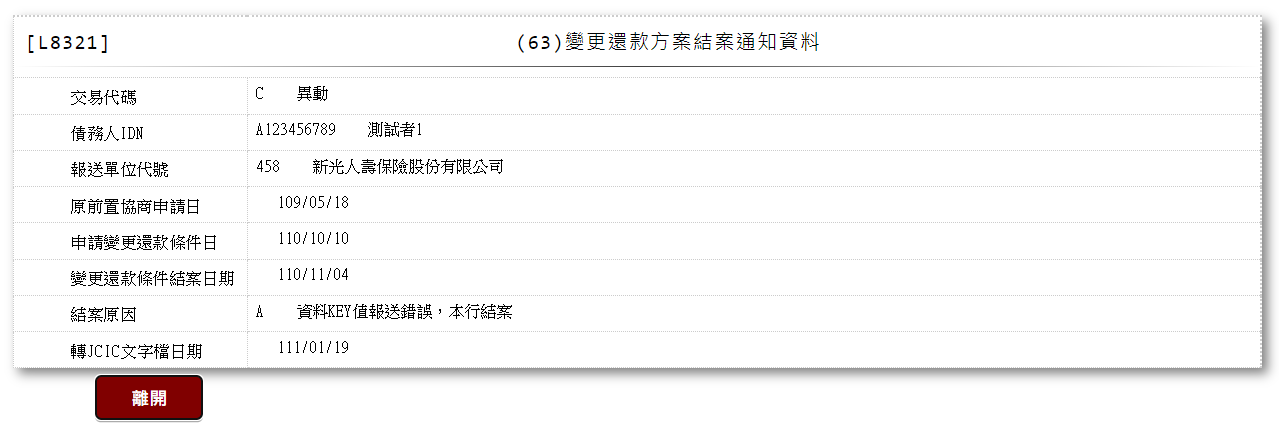 [L8321] (63)變更還款方案結案通知資料
交易代碼 C 異動
債務人IDN A123456789 測試者1
報送單位代號 458 新光人壽保險股份有限公司
原前置協商申請日 109/05/18
申請變更還款條件日 110/10/10
變更還款條件結案日期 110/11/04
結案原因 A 資料KEY值報送錯誤，本行結案
轉JCIC文字檔日期 111/01/19
離開